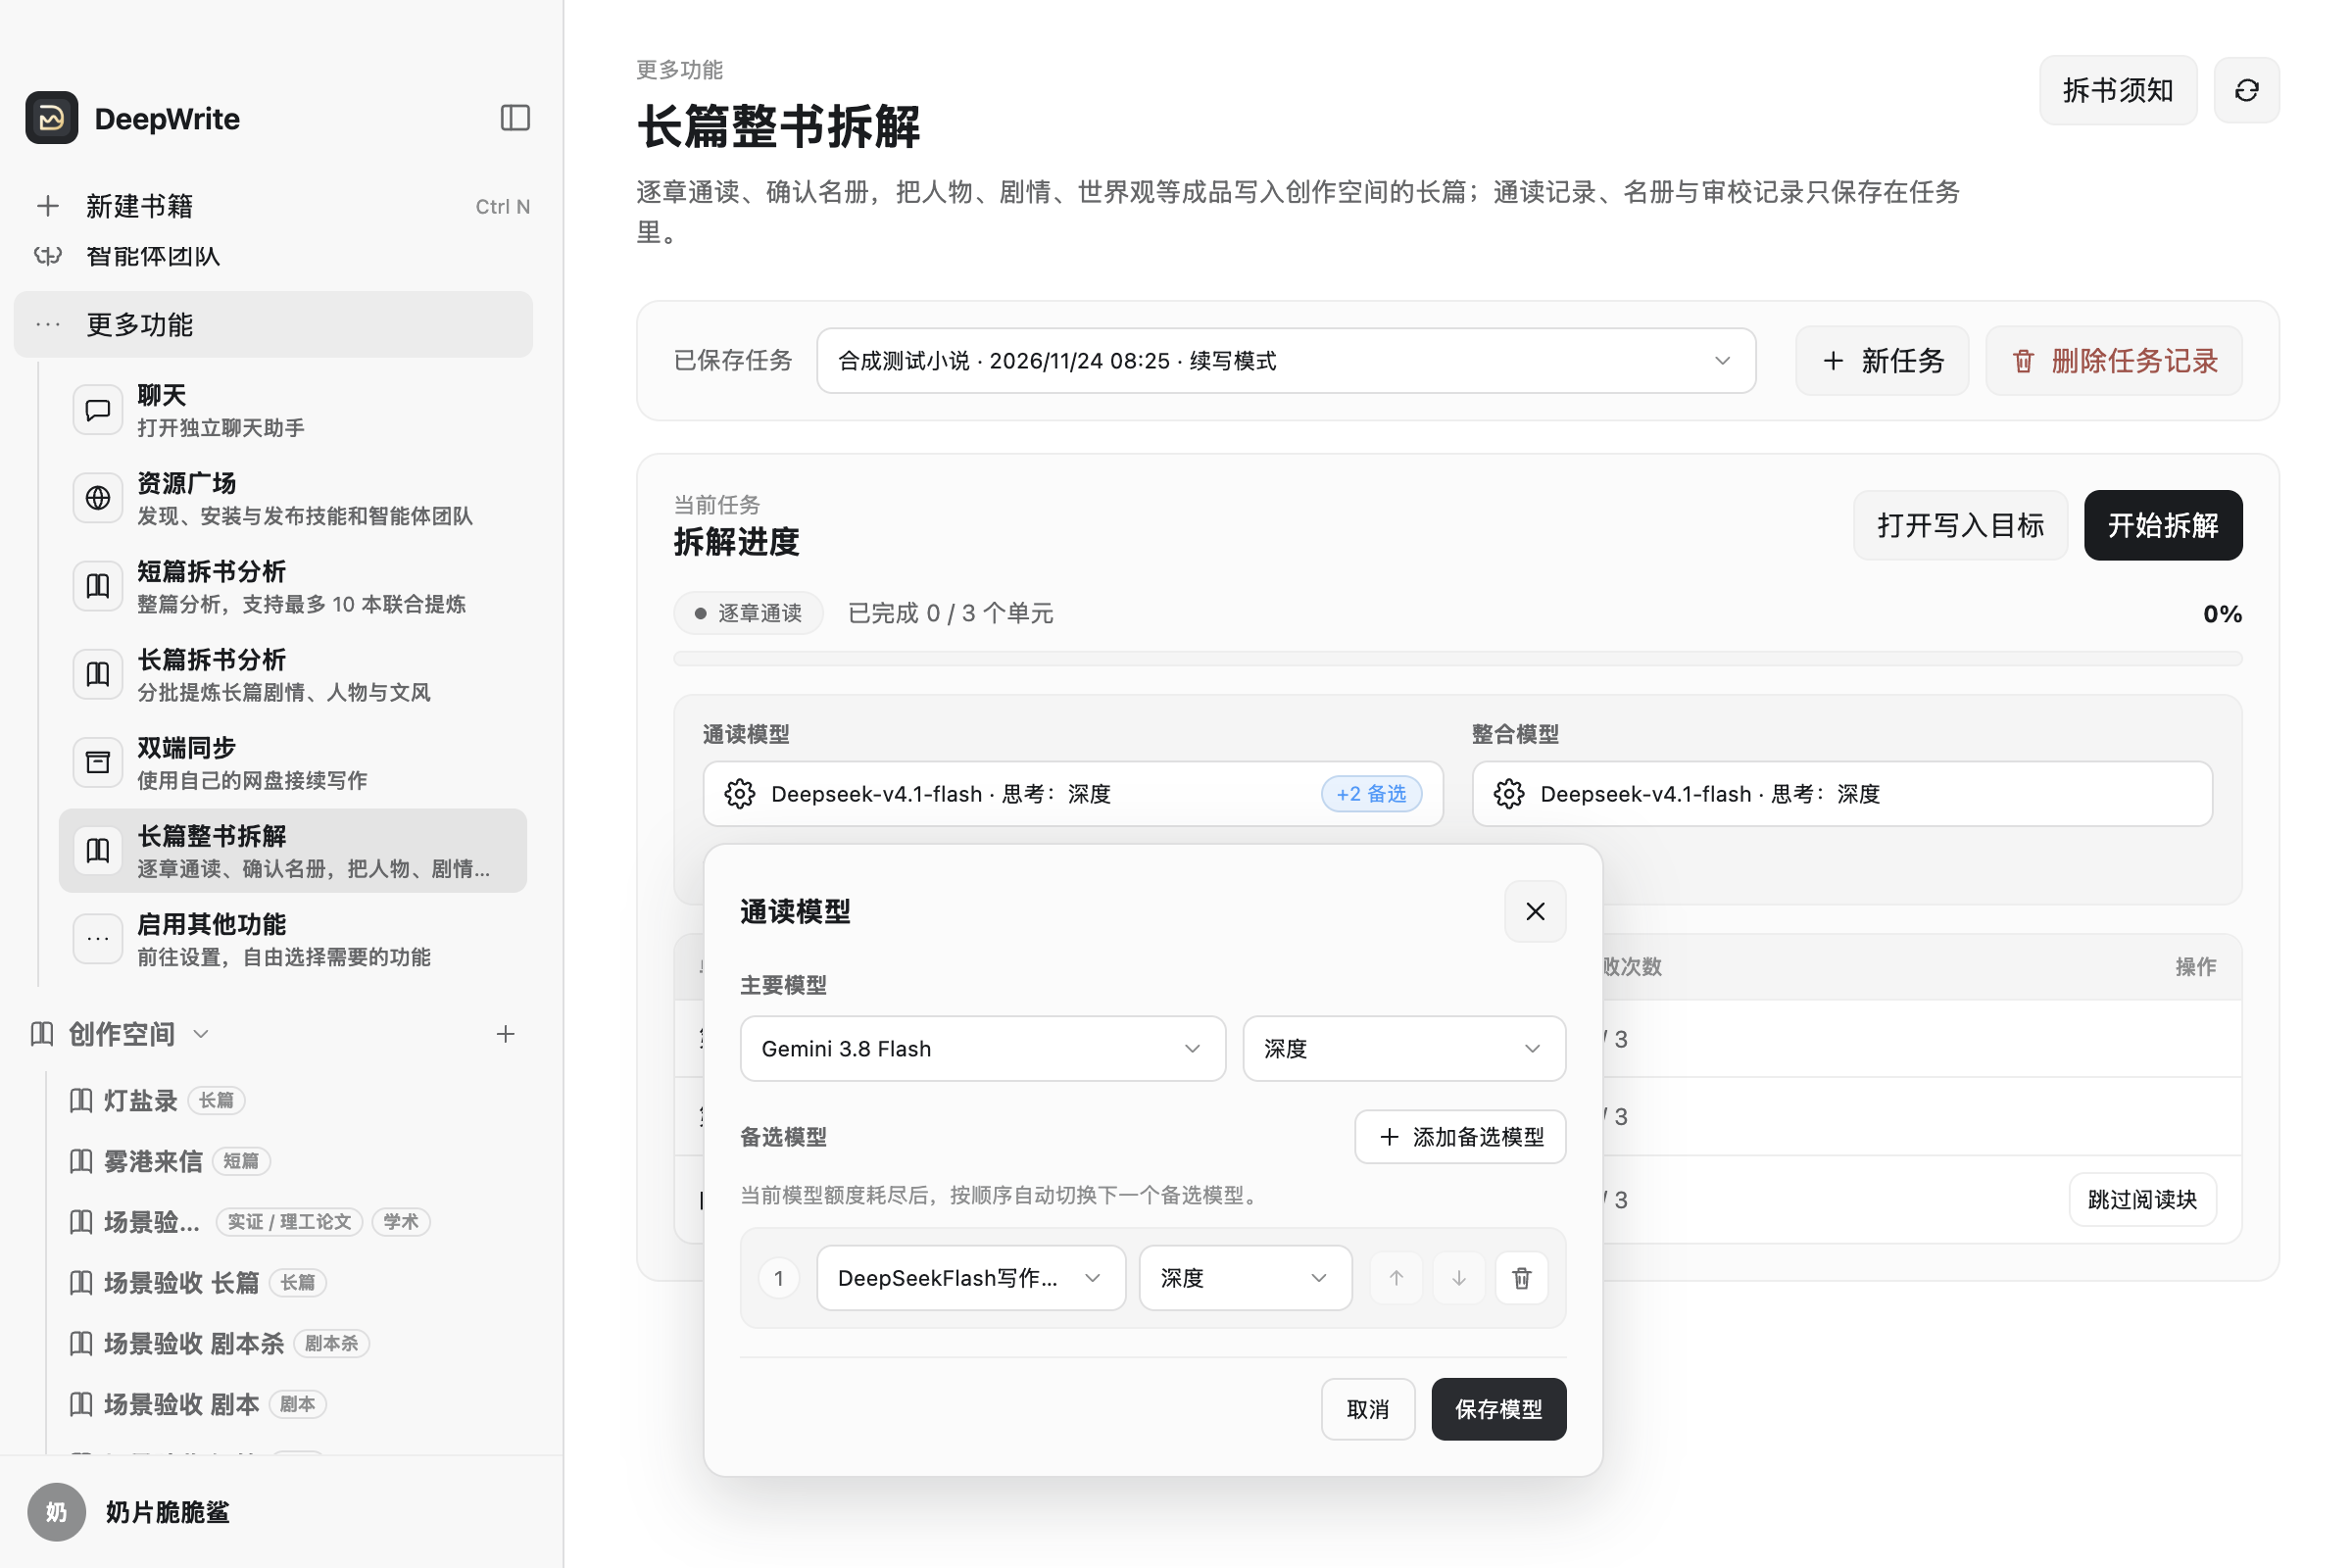 DeepWrite
新建书籍 Ctrl N
智能体团队
更多功能
聊天
打开独立聊天助手
资源广场
发现、安装与发布技能和智能体团队
短篇拆书分析
整篇分析，支持最多 10 本联合提炼
长篇拆书分析
分批提炼长篇剧情、人物与文风
双端同步
使用自己的网盘接续写作
长篇整书拆解
逐章通读、确认名册，把人物、剧情...
启用其他功能
前往设置，自由选择需要的功能
创作空间
灯盐录 长篇
雾港来信 短篇
场景验... 实证 / 理工论文 学术
场景验收 长篇 长篇
场景验收 剧本杀 剧本杀
场景验收 剧本 剧本
奶 奶片脆脆鲨
更多功能
长篇整书拆解
逐章通读、确认名册，把人物、剧情、世界观等成品写入创作空间的长篇；通读记录、名册与审校记录只保存在任务
里。
拆书须知
已保存任务 合成测试小说 · 2026/11/24 08:25 · 续写模式 新任务 删除任务记录
当前任务
拆解进度
打开写入目标 开始拆解
逐章通读 已完成 0 / 3 个单元 0%
通读模型 整合模型
Deepseek-v4.1-flash · 思考：深度 +2 备选 Deepseek-v4.1-flash · 思考：深度
败次数 操作
/ 3
/ 3
/ 3 跳过阅读块
通读模型
主要模型
Gemini 3.8 Flash 深度
备选模型 添加备选模型
当前模型额度耗尽后，按顺序自动切换下一个备选模型。
1 DeepSeekFlash写作... 深度
取消 保存模型